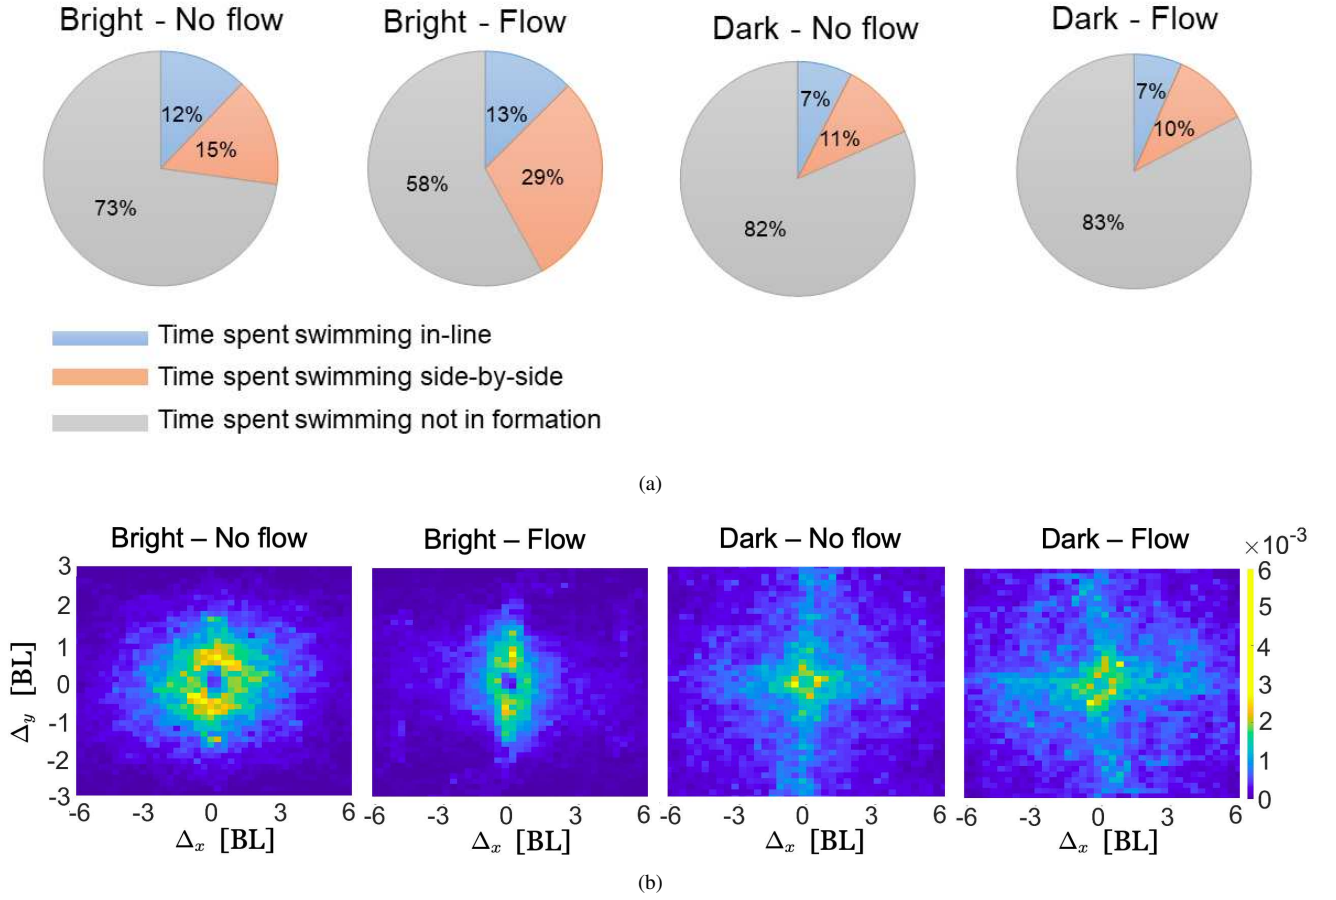 Bright - No flow
Bright - Flow
Dark - No flow
Dark - Flow
12%
15%
73%
13%
29%
58%
7%
11%
82%
7%
10%
83%
Time spent swimming in-line
Time spent swimming side-by-side
Time spent swimming not in formation
(a)
Bright – No flow
Bright – Flow
Dark – No flow
Dark – Flow
×10⁻³
3
2
1
0
-1
-2
-3
Δy [BL]
-6 -3 0 3 6
Δx [BL]
-6 -3 0 3 6
Δx [BL]
-6 -3 0 3 6
Δx [BL]
-6 -3 0 3 6
Δx [BL]
6
5
4
3
2
1
0
(b)